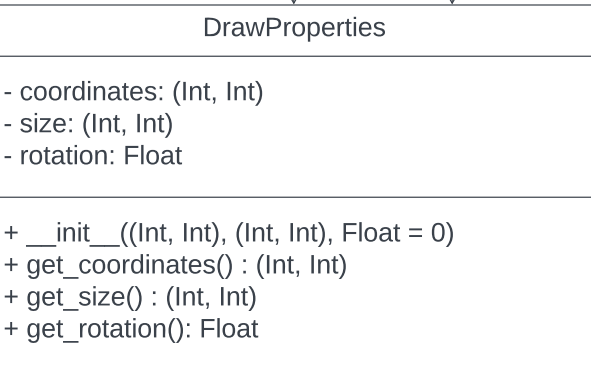 DrawProperties
- coordinates: (Int, Int)
- size: (Int, Int)
- rotation: Float
+ __init__((Int, Int), (Int, Int), Float = 0)
+ get_coordinates() : (Int, Int)
+ get_size() : (Int, Int)
+ get_rotation(): Float